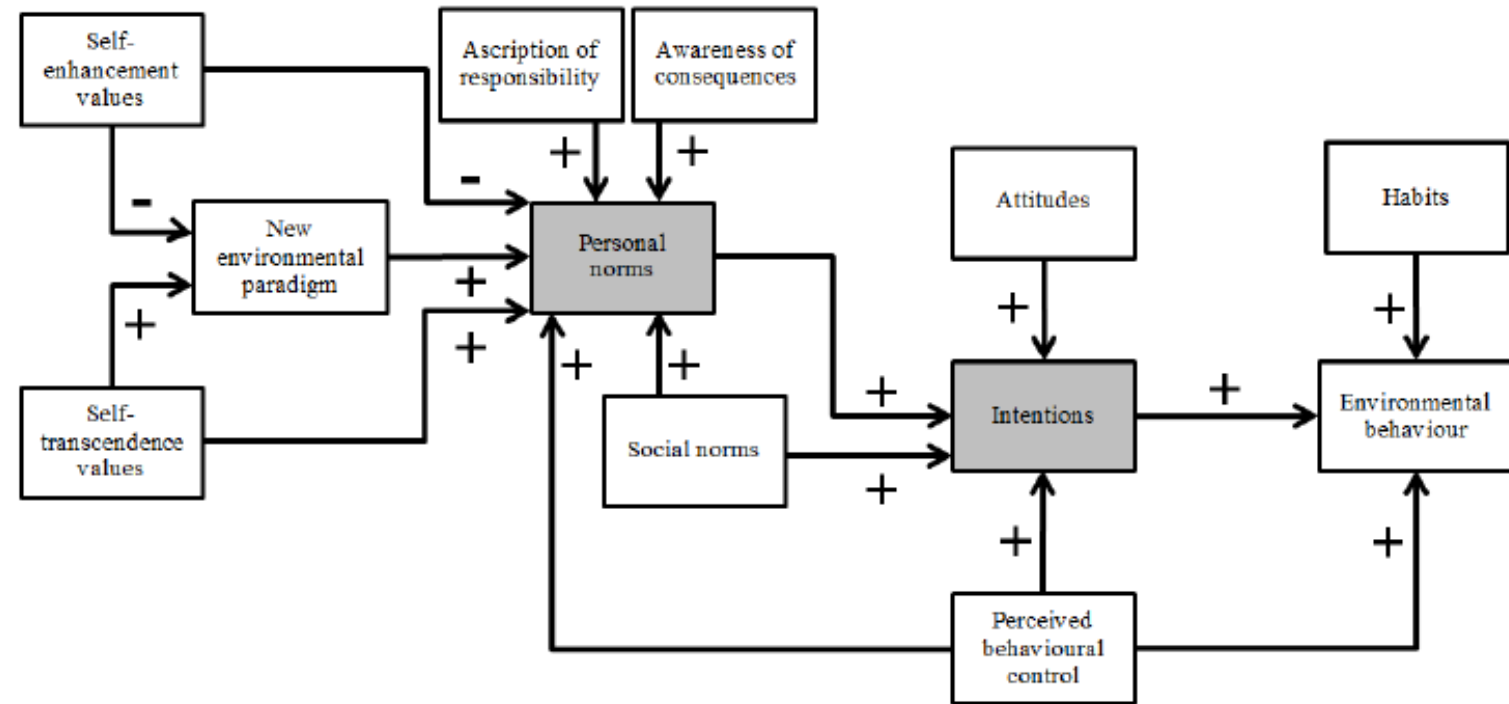 Self-
enhancement
values
Ascription of
responsibility
Awareness of
consequences
+
+
-
-
Attitudes
Habits
New
environmental
paradigm
Personal
norms
+
+
+
+
+
+
+
+
Self-
transcendence
values
Social norms
+
+
Intentions
+
Environmental
behaviour
+
+
Perceived
behavioural
control